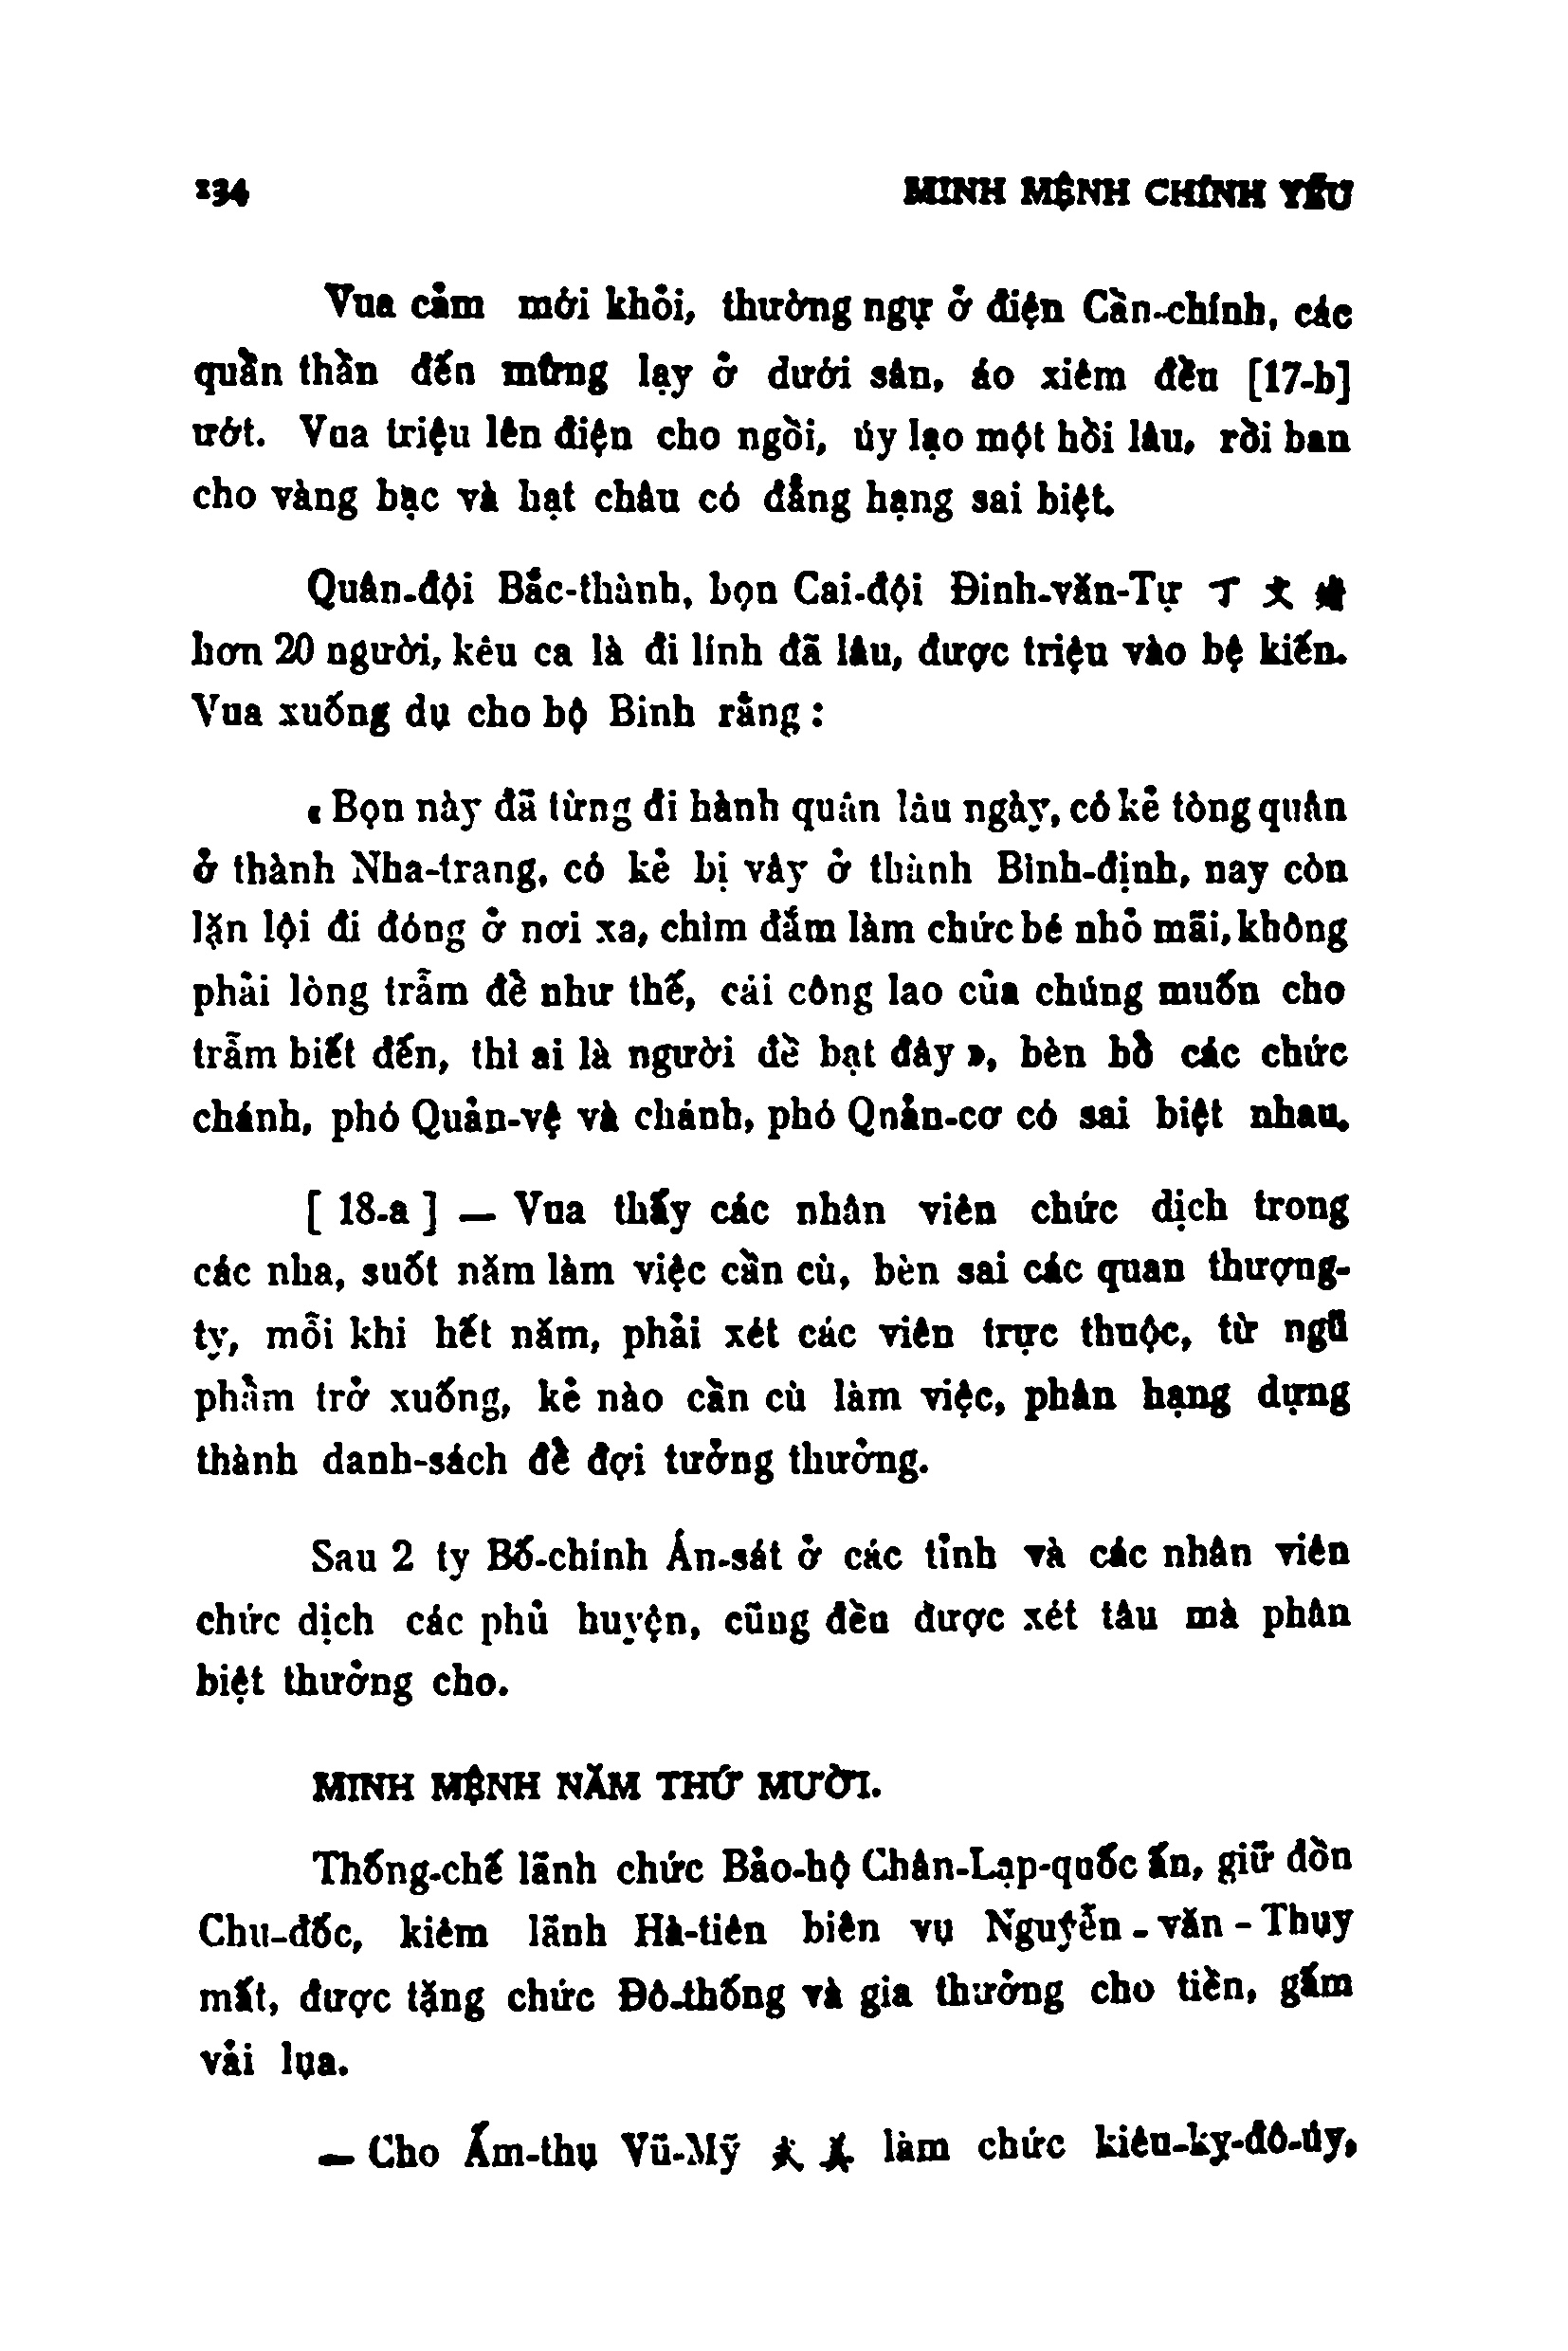 134 MINH MỆNH CHÍNH YẾU
Vua cảm mới khỏi, thường ngự ở điện Cần-chính, các
quần thần đến mừng lạy ở dưới sân, áo xiêm đều [17-b]
ướt. Vua triệu lên điện cho ngồi, úy lạo một hồi lâu, rồi ban
cho vàng bạc và hạt châu có đẳng hạng sai biệt.
Quân-đội Bắc-thành, bọn Cai-đội Đinh-văn-Tự 丁 文
hơn 20 người, kêu ca là đi lính đã lâu, được triệu vào bệ kiến.
Vua xuống dụ cho bộ Binh rằng :
« Bọn này đã từng đi hành quân lâu ngày, có kẻ tòng quân
ở thành Nha-trang, có kẻ bị vây ở thành Bình-định, nay còn
lặn lội đi đóng ở nơi xa, chìm đắm làm chức bé nhỏ mãi, không
phải lòng trẫm để như thế, cái công lao của chúng muốn cho
trẫm biết đến, thì ai là người đề bạt đây », bèn bổ các chức
chánh, phó Quản-vệ và chánh, phó Quản-cơ có sai biệt nhau.
[ 18-a ] — Vua thấy các nhân viên chức dịch trong
các nha, suốt năm làm việc cần cù, bèn sai các quan thượng-
ty, mỗi khi hết năm, phải xét các viên trực thuộc, từ ngũ
phẩm trở xuống, kẻ nào cần cù làm việc, phân hạng dựng
thành danh-sách để đợi tưởng thưởng.
Sau 2 ty Bố-chính Án-sát ở các tỉnh và các nhân viên
chức dịch các phủ huyện, cũng đều được xét tâu mà phân
biệt thưởng cho.
MINH MỆNH NĂM THỨ MƯỜI.
Thống-chế lãnh chức Bảo-hộ Chân-Lạp-quốc ấn, giữ đồn
Chu-đốc, kiêm lãnh Hà-tiên biên vụ Nguyễn-văn-Thụy
mất, được tặng chức Đô-thống và gia thưởng cho tiền, gấm
vải lụa.
— Cho Ấm-thụ Vũ-Mỹ 美 làm chức kiêu-kỵ-đô-úy,